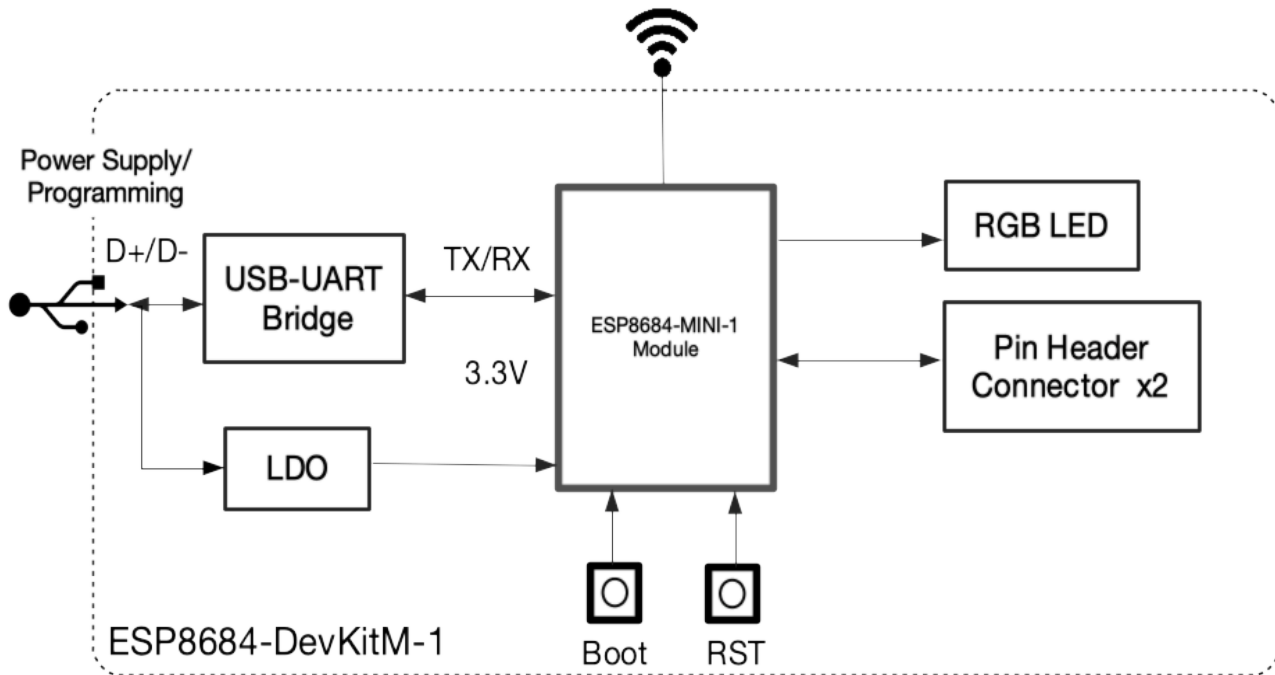 Power Supply/
Programming
D+/D-
USB-UART
Bridge
TX/RX
3.3V
LDO
ESP8684-MINI-1
Module
RGB LED
Pin Header
Connector x2
Boot
RST
ESP8684-DevKitM-1